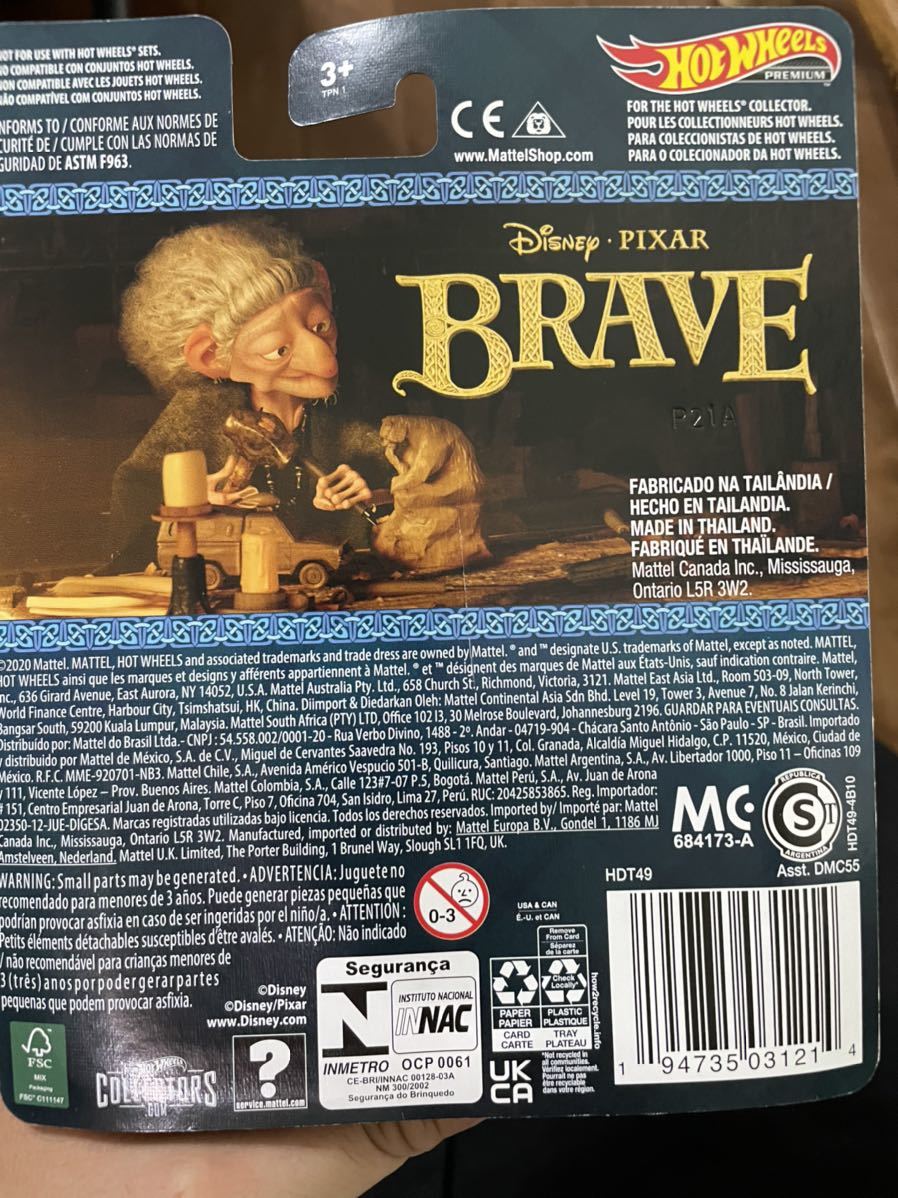 NOT FOR USE WITH HOT WHEELS® SETS.
NO COMPATIBLE CON CONJUNTOS HOT WHEELS.
NON COMPATIBLE AVEC LES JOUETS HOT WHEELS.
NÃO COMPATÍVEL COM CONJUNTOS HOT WHEELS.
NFORMS TO / CONFORME AUX NORMES DE
CURITÉ DE / CUMPLE CON LAS NORMAS DE
GURIDAD DE ASTM F963.
3+
TPN 1
CE
www.MattelShop.com
HOT WHEELS
PREMIUM™
FOR THE HOT WHEELS® COLLECTOR.
POUR LES COLLECTIONNEURS HOT WHEELS.
PARA COLECCIONISTAS DE HOT WHEELS.
PARA O COLECIONADOR DA HOT WHEELS.
DISNEY · PIXAR
BRAVE
P21A
FABRICADO NA TAILÂNDIA /
HECHO EN TAILANDIA.
MADE IN THAILAND.
FABRIQUÉ EN THAÏLANDE.
Mattel Canada Inc., Mississauga,
Ontario L5R 3W2.
©2020 Mattel. MATTEL, HOT WHEELS and associated trademarks and trade dress are owned by Mattel. ® and ™ designate U.S. trademarks of Mattel, except as noted. MATTEL,
HOT WHEELS ainsi que les marques et designs y afférents appartiennent à Mattel. ® et ™ désignent des marques de Mattel aux États-Unis, sauf indication contraire. Mattel,
Inc., 636 Girard Avenue, East Aurora, NY 14052, U.S.A. Mattel Australia Pty. Ltd., 658 Church St., Richmond, Victoria, 3121. Mattel East Asia Ltd., Room 503-09, North Tower,
World Finance Centre, Harbour City, Tsimshatsui, HK, China. Diimport & Diedarkan Oleh: Mattel Continental Asia Sdn Bhd. Level 19, Tower 3, Avenue 7, No. 8 Jalan Kerinchi,
Bangsar South, 59200 Kuala Lumpur, Malaysia. Mattel South Africa (PTY) LTD, Office 102 I3, 30 Melrose Boulevard, Johannesburg 2196. GUARDAR PARA EVENTUAIS CONSULTAS.
Distribuído por: Mattel do Brasil Ltda.- CNPJ: 54.558.002/0001-20 - Rua Verbo Divino, 1488 - 2º. Andar - 04719-904 - Chácara Santo Antônio - São Paulo - SP - Brasil. Importado
y distribuido por Mattel de México, S.A. de C.V., Miguel de Cervantes Saavedra No. 193, Pisos 10 y 11, Col. Granada, Alcaldía Miguel Hidalgo, C.P. 11520, México, Ciudad de
México. R.F.C. MME-920701-NB3. Mattel Chile, S.A., Avenida Américo Vespucio 501-B, Quilicura, Santiago. Mattel Argentina, S.A., Av. Libertador 1000, Piso 11 – Oficinas 109
y 111, Vicente López – Prov. Buenos Aires. Mattel Colombia, S.A., Calle 123#7-07 P.5, Bogotá. Mattel Perú, S.A., Av. Juan de Arona
# 151, Centro Empresarial Juan de Arona, Torre C, Piso 7, Oficina 704, San Isidro, Lima 27, Perú. RUC: 20425853865. Reg. Importador:
02350-12-JUE-DIGESA. Marcas registradas utilizadas bajo licencia. Todos los derechos reservados. Imported by/ Importé par: Mattel
Canada Inc., Mississauga, Ontario L5R 3W2. Manufactured, imported or distributed by: Mattel Europa B.V., Gondel 1, 1186 MJ
Amstelveen, Nederland. Mattel U.K. Limited, The Porter Building, 1 Brunel Way, Slough SL1 1FQ, UK.
MC
684173-A
REPUBLICA
S
ARGENTINA
HDT49-4B10
Asst. DMC55
HDT49
WARNING: Small parts may be generated. • ADVERTENCIA: Juguete no
recomendado para menores de 3 años. Puede generar piezas pequeñas que
podrían provocar asfixia en caso de ser ingeridas por el niño/a. • ATTENTION :
Petits éléments détachables susceptibles d'être avalés. • ATENÇÃO: Não indicado
/ não recomendável para crianças menores de
3 (três) anos por poder gerar partes
pequenas que podem provocar asfixia.
0-3
©Disney
©Disney/Pixar
www.Disney.com
FSC
MIX
Packaging
FSC® C111147
HOT WHEELS
COLLECTORS
.COM
?
service.mattel.com
Segurança
N
INSTITUTO NACIONAL
INNAC
INMETRO OCP 0061
CE-BRI/INNAC 00128-03A
NM 300/2002
Segurança do Brinquedo
USA & CAN
É.-U. et CAN
Remove
From Card
Séparez
de la carte
Check
Locally*
PAPER
PAPIER
PLASTIC
PLASTIQUE
CARD
CARTE
TRAY
PLATEAU
how2recycle.info
*Not recycled in
all communities.
Vérifiez localement.
Pourrait ne pas
être recyclable
dans votre région.
UK
CA
1 94735 03121 4